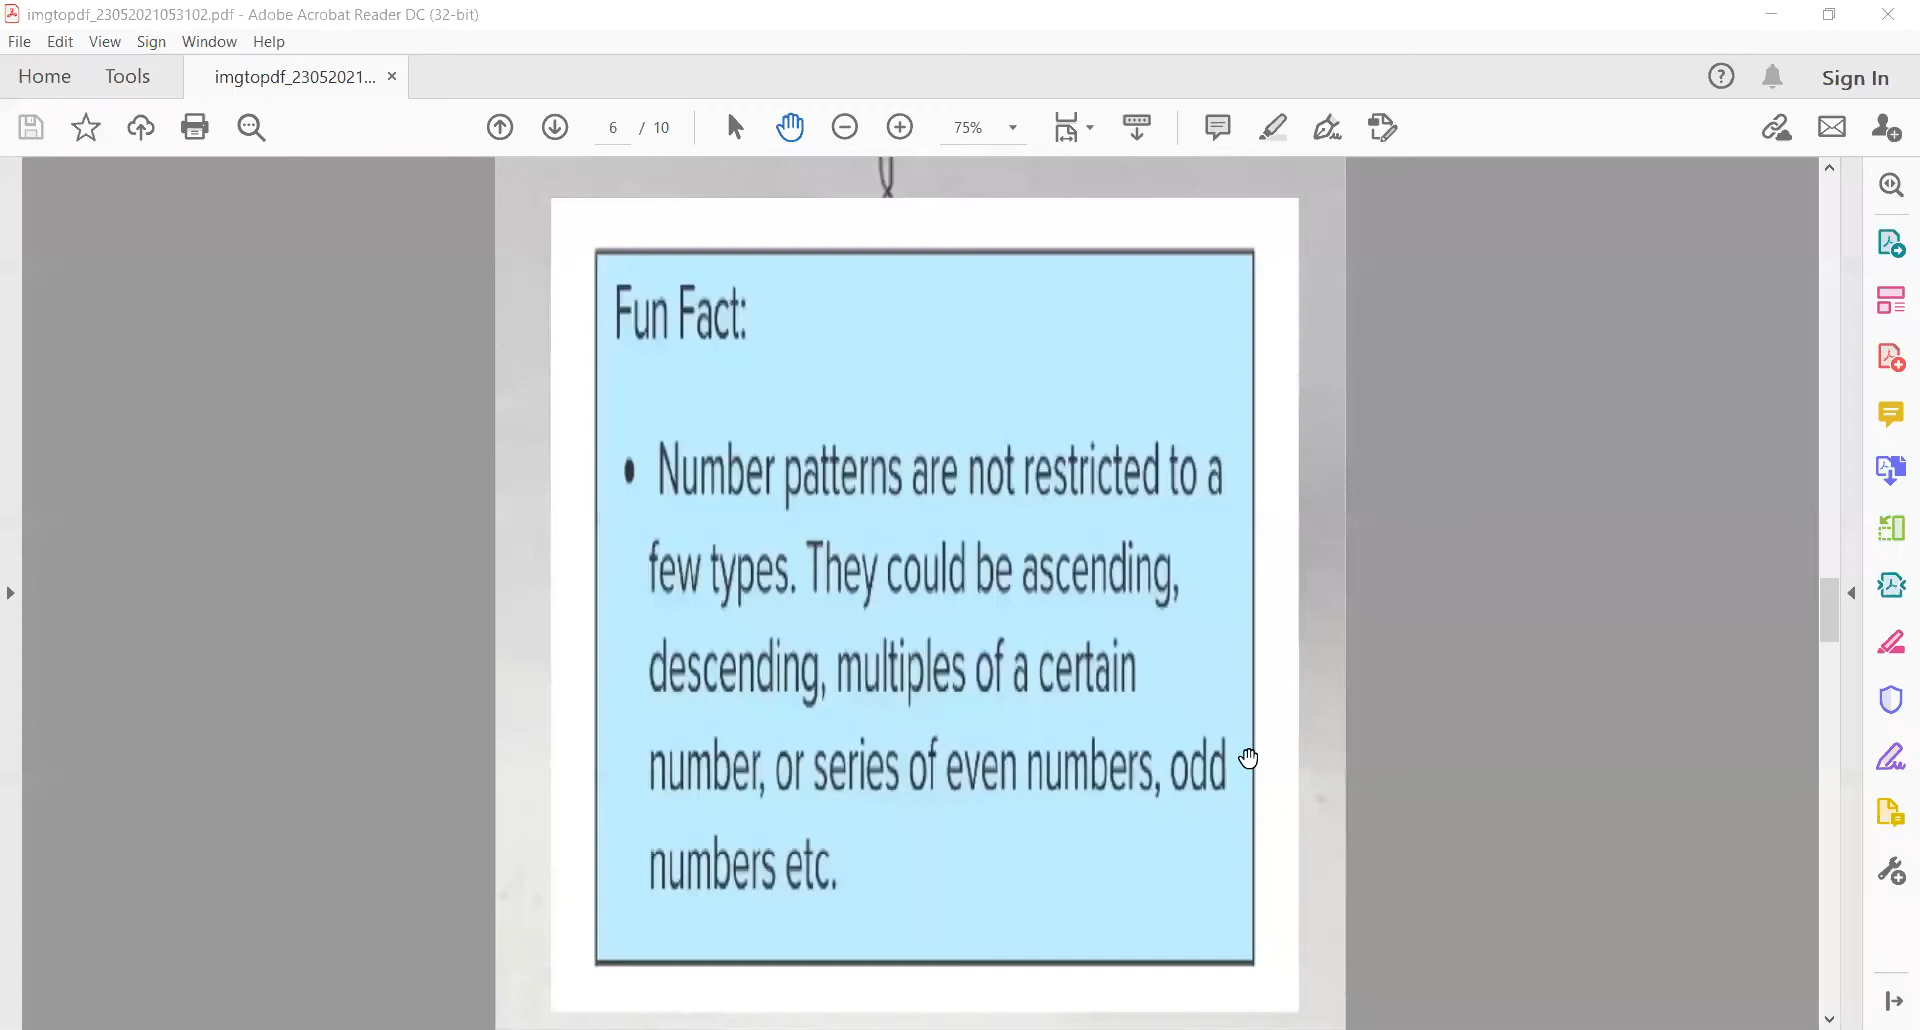 imgtopdf_23052021053102.pdf - Adobe Acrobat Reader DC (32-bit)
File Edit View Sign Window Help
Home Tools imgtopdf_23052021... × Sign In
6 / 10 75%
Fun Fact:
• Number patterns are not restricted to a
few types. They could be ascending,
descending, multiples of a certain
number, or series of even numbers, odd
numbers etc.